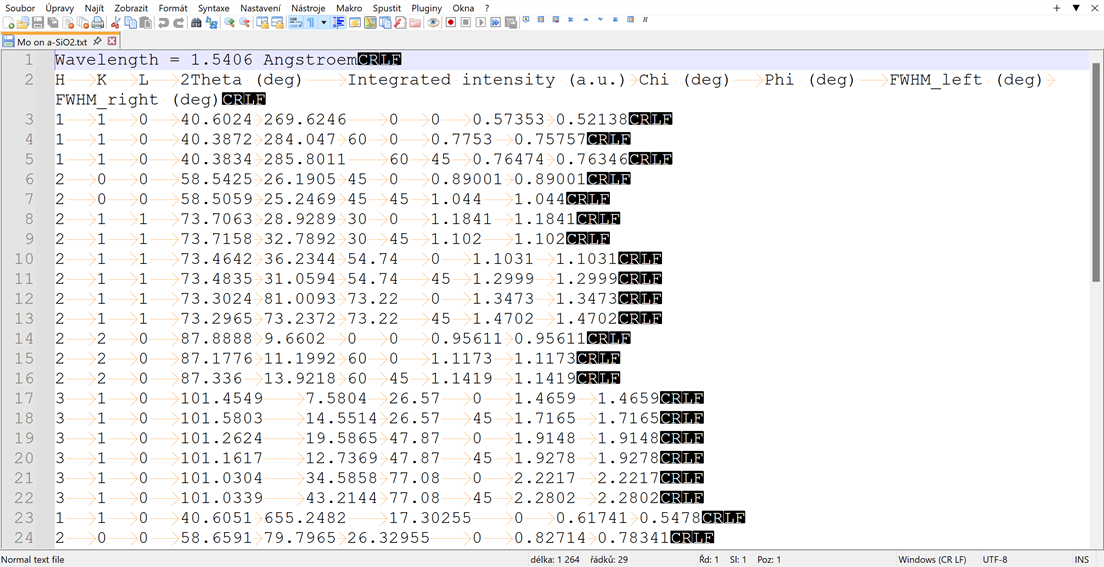 Soubor Úpravy Najít Zobrazit Formát Syntaxe Nastavení Nástroje Makro Spustit Pluginy Okna ?
Mo on a-SiO2.txt
1 Wavelength = 1.5406 AngstroemCRLF
2 H K L 2Theta (deg) Integrated intensity (a.u.) Chi (deg) Phi (deg) FWHM_left (deg)
FWHM_right (deg)CRLF
3 1 1 0 40.6024 269.6246 0 0 0.57353 0.52138CRLF
4 1 1 0 40.3872 284.047 60 0 0.7753 0.75757CRLF
5 1 1 0 40.3834 285.8011 60 45 0.76474 0.76346CRLF
6 2 0 0 58.5425 26.1905 45 0 0.89001 0.89001CRLF
7 2 0 0 58.5059 25.2469 45 45 1.044 1.044CRLF
8 2 1 1 73.7063 28.9289 30 0 1.1841 1.1841CRLF
9 2 1 1 73.7158 32.7892 30 45 1.102 1.102CRLF
10 2 1 1 73.4642 36.2344 54.74 0 1.1031 1.1031CRLF
11 2 1 1 73.4835 31.0594 54.74 45 1.2999 1.2999CRLF
12 2 1 1 73.3024 81.0093 73.22 0 1.3473 1.3473CRLF
13 2 1 1 73.2965 73.2372 73.22 45 1.4702 1.4702CRLF
14 2 2 0 87.8888 9.6602 0 0 0.95611 0.95611CRLF
15 2 2 0 87.1776 11.1992 60 0 1.1173 1.1173CRLF
16 2 2 0 87.336 13.9218 60 45 1.1419 1.1419CRLF
17 3 1 0 101.4549 7.5804 26.57 0 1.4659 1.4659CRLF
18 3 1 0 101.5803 14.5514 26.57 45 1.7165 1.7165CRLF
19 3 1 0 101.2624 19.5865 47.87 0 1.9148 1.9148CRLF
20 3 1 0 101.1617 12.7369 47.87 45 1.9278 1.9278CRLF
21 3 1 0 101.0304 34.5858 77.08 0 2.2217 2.2217CRLF
22 3 1 0 101.0339 43.2144 77.08 45 2.2802 2.2802CRLF
23 1 1 0 40.6051 655.2482 17.30255 0 0.61741 0.5478CRLF
24 2 0 0 58.6591 79.7965 26.32955 0 0.82714 0.78341CRLF
Normal text file délka: 1 264 řádků: 29 Řd: 1 Sl: 1 Poz: 1 Windows (CR LF) UTF-8 INS